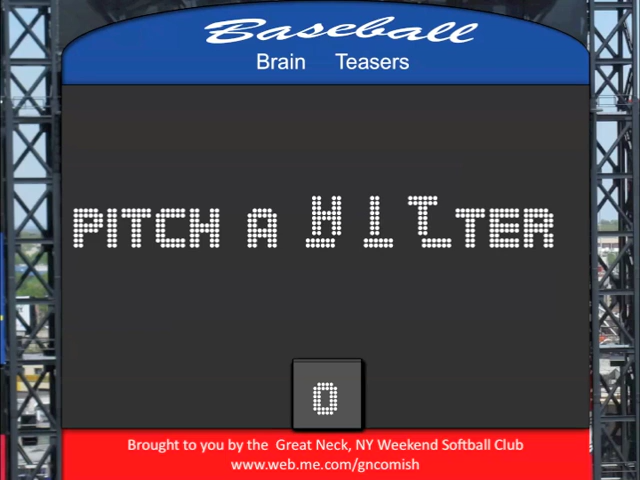 Baseball
Brain Teasers
PITCH A HITTER
0
Brought to you by the Great Neck, NY Weekend Softball Club
www.web.me.com/gncomish